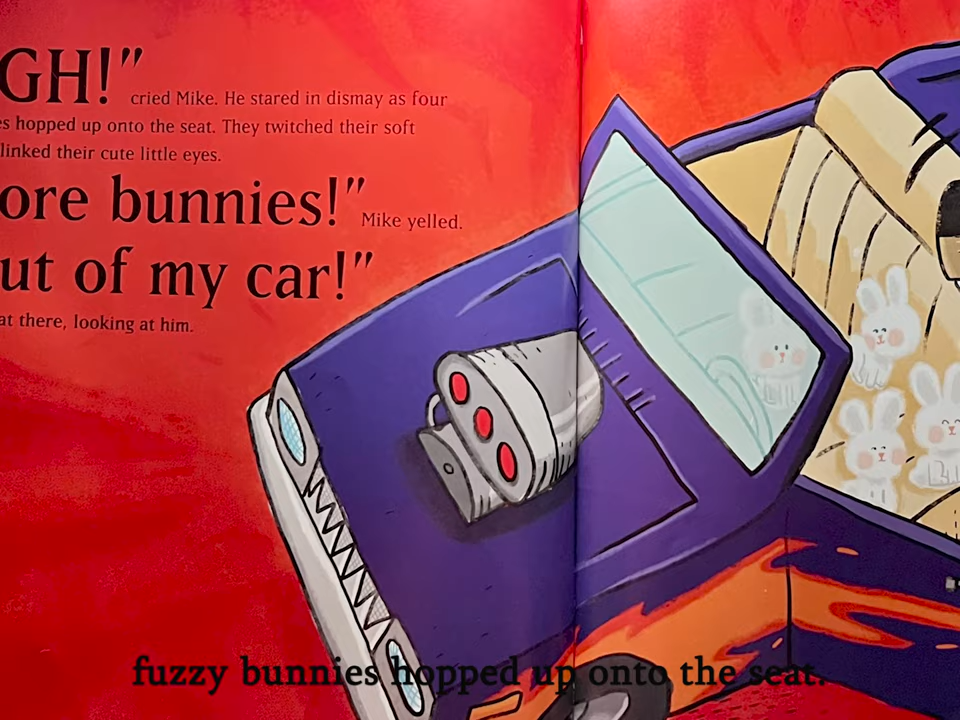 GH!" cried Mike. He stared in dismay as four
es hopped up onto the seat. They twitched their soft
linked their cute little eyes.
ore bunnies!" Mike yelled.
ut of my car!"
at there, looking at him.
fuzzy bunnies hopped up onto the seat.